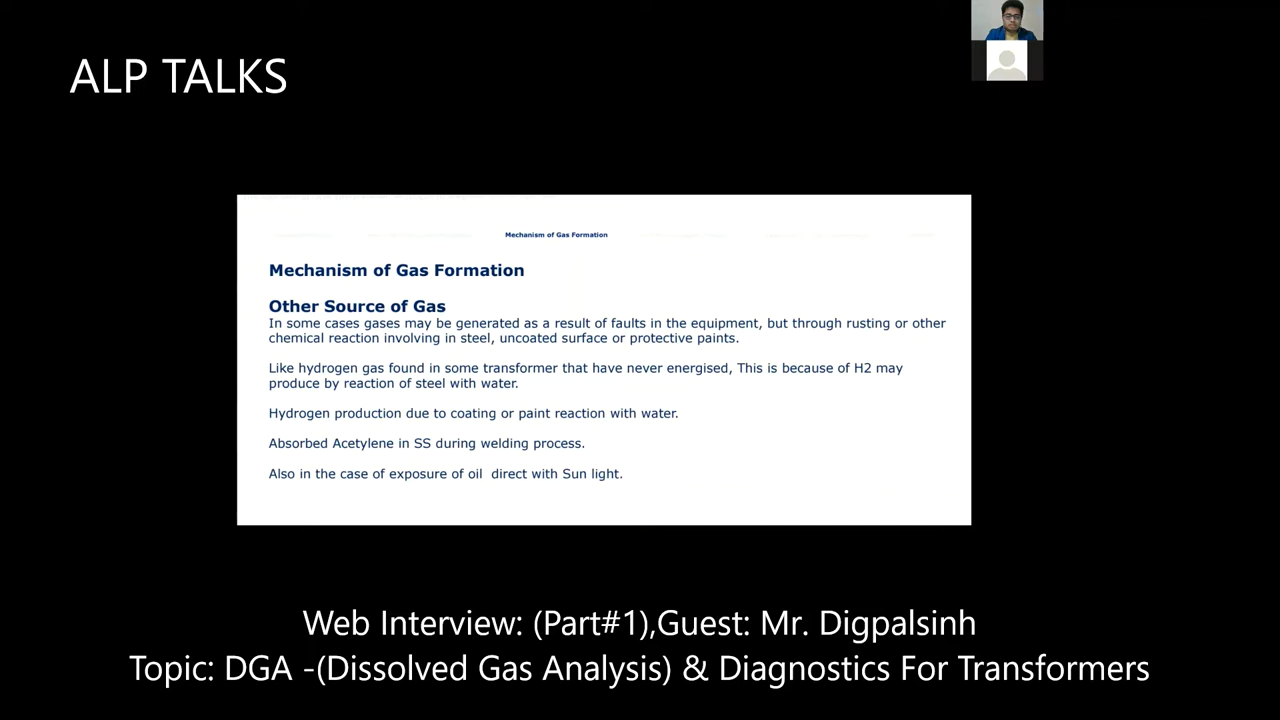 ALP TALKS
Mechanism of Gas Formation
Mechanism of Gas Formation
Other Source of Gas
In some cases gases may be generated as a result of faults in the equipment, but through rusting or other
chemical reaction involving in steel, uncoated surface or protective paints.
Like hydrogen gas found in some transformer that have never energised, This is because of H2 may
produce by reaction of steel with water.
Hydrogen production due to coating or paint reaction with water.
Absorbed Acetylene in SS during welding process.
Also in the case of exposure of oil direct with Sun light.
Web Interview: (Part#1),Guest: Mr. Digpalsinh
Topic: DGA -(Dissolved Gas Analysis) & Diagnostics For Transformers